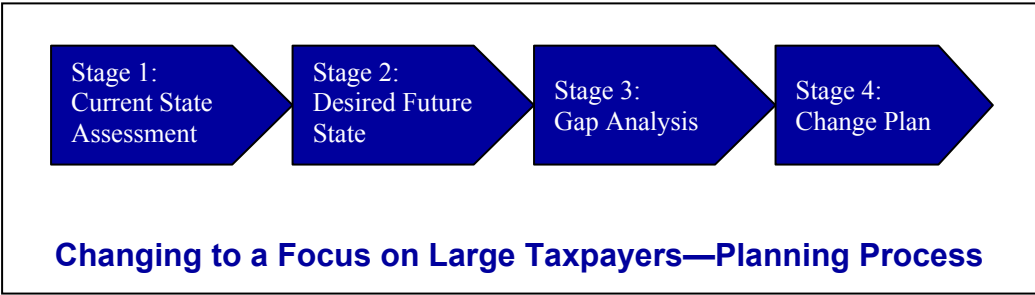 Stage 1:
Current State
Assessment
Stage 2:
Desired Future
State
Stage 3:
Gap Analysis
Stage 4:
Change Plan
Changing to a Focus on Large Taxpayers—Planning Process